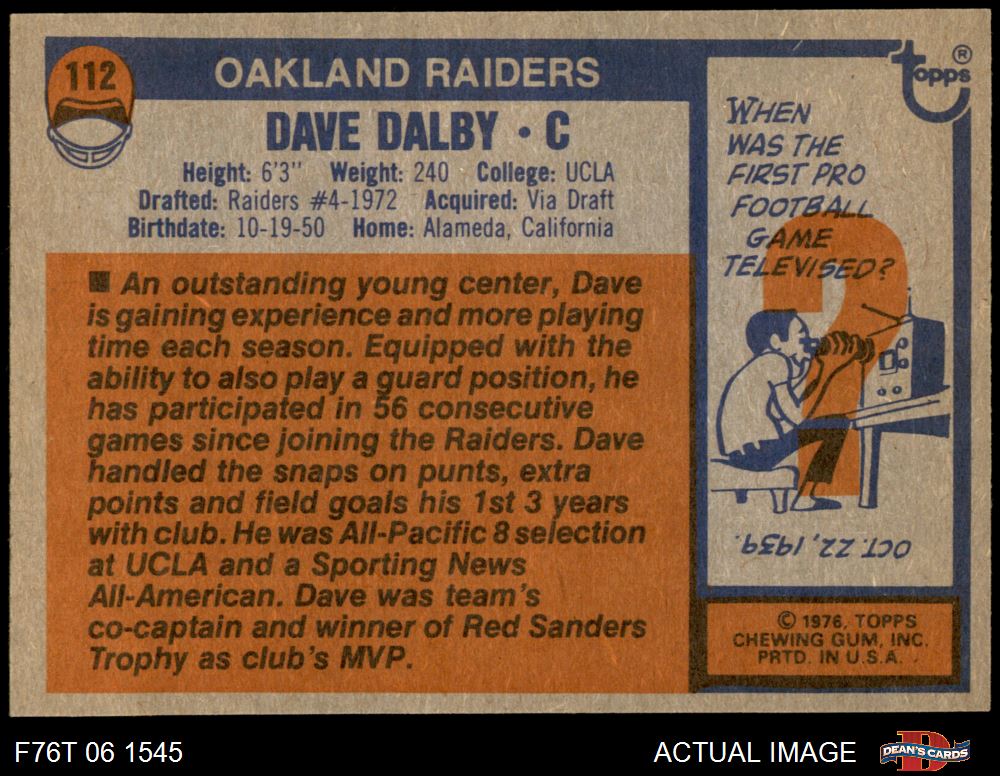 112
OAKLAND RAIDERS
DAVE DALBY • C
Height: 6'3" Weight: 240 College: UCLA
Drafted: Raiders #4-1972 Acquired: Via Draft
Birthdate: 10-19-50 Home: Alameda, California
■ An outstanding young center, Dave
is gaining experience and more playing
time each season. Equipped with the
ability to also play a guard position, he
has participated in 56 consecutive
games since joining the Raiders. Dave
handled the snaps on punts, extra
points and field goals his 1st 3 years
with club. He was All-Pacific 8 selection
at UCLA and a Sporting News
All-American. Dave was team's
co-captain and winner of Red Sanders
Trophy as club's MVP.
topps®
WHEN
WAS THE
FIRST PRO
FOOTBALL
GAME
TELEVISED?
?
OCT. 22, 1939.
© 1976, TOPPS
CHEWING GUM, INC.
PRTD. IN U.S.A.
F76T 06 1545
ACTUAL IMAGE
D
DEAN'S CARDS